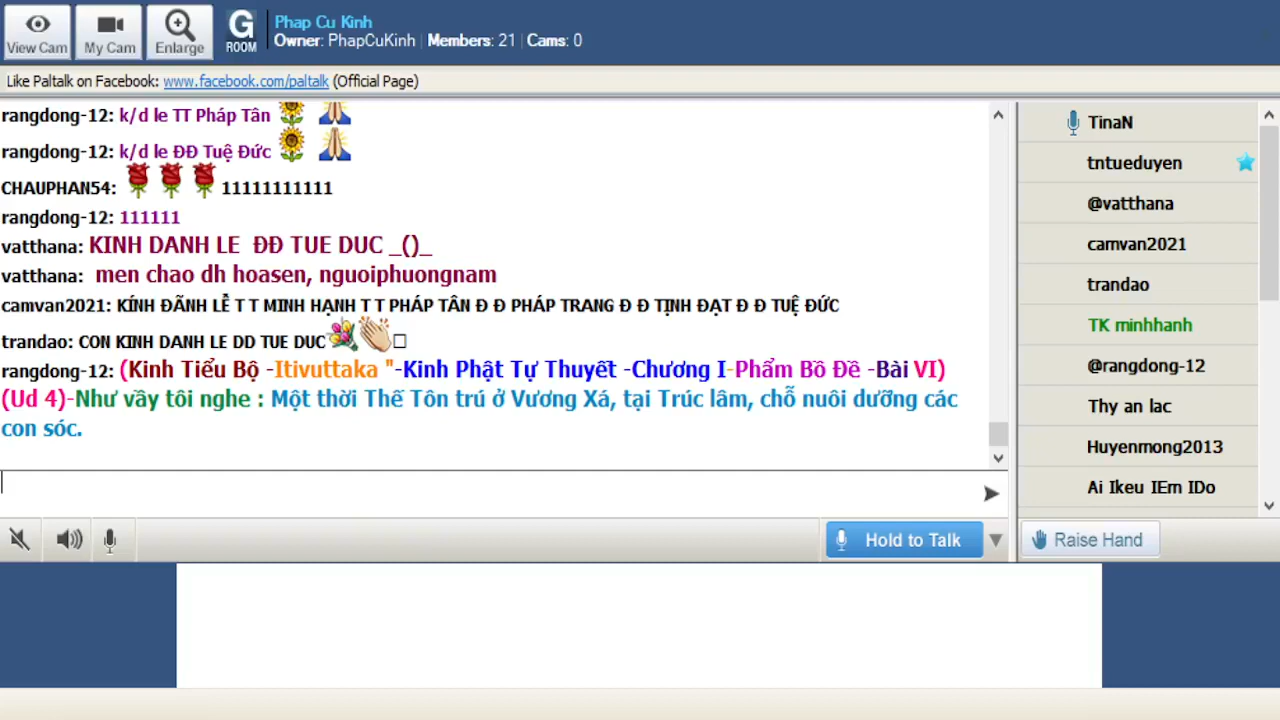 View Cam
My Cam
Enlarge
G
ROOM
Phap Cu Kinh
Owner: PhapCuKinh | Members: 21 | Cams: 0
Like Paltalk on Facebook: www.facebook.com/paltalk (Official Page)
rangdong-12: k/d le TT Pháp Tân
rangdong-12: k/d le ĐĐ Tuệ Đức
CHAUPHAN54: 11111111111
rangdong-12: 111111
vatthana: KINH DANH LE ĐĐ TUE DUC _()_
vatthana: men chao dh hoasen, nguoiphuongnam
camvan2021: KÍNH ĐÃNH LỄ T T MINH HẠNH T T PHÁP TÂN Đ Đ PHÁP TRANG Đ Đ TỊNH ĐẠT Đ Đ TUỆ ĐỨC
trandao: CON KINH DANH LE DD TUE DUC
rangdong-12: (Kinh Tiểu Bộ -Itivuttaka "-Kinh Phật Tự Thuyết -Chương I-Phẩm Bồ Đề -Bài VI)
(Ud 4)-Như vầy tôi nghe : Một thời Thế Tôn trú ở Vương Xá, tại Trúc lâm, chỗ nuôi dưỡng các
con sóc.
TinaN
tntueduyen
@vatthana
camvan2021
trandao
TK minhhanh
@rangdong-12
Thy an lac
Huyenmong2013
Ai Ikeu IEm IDo
Hold to Talk
Raise Hand